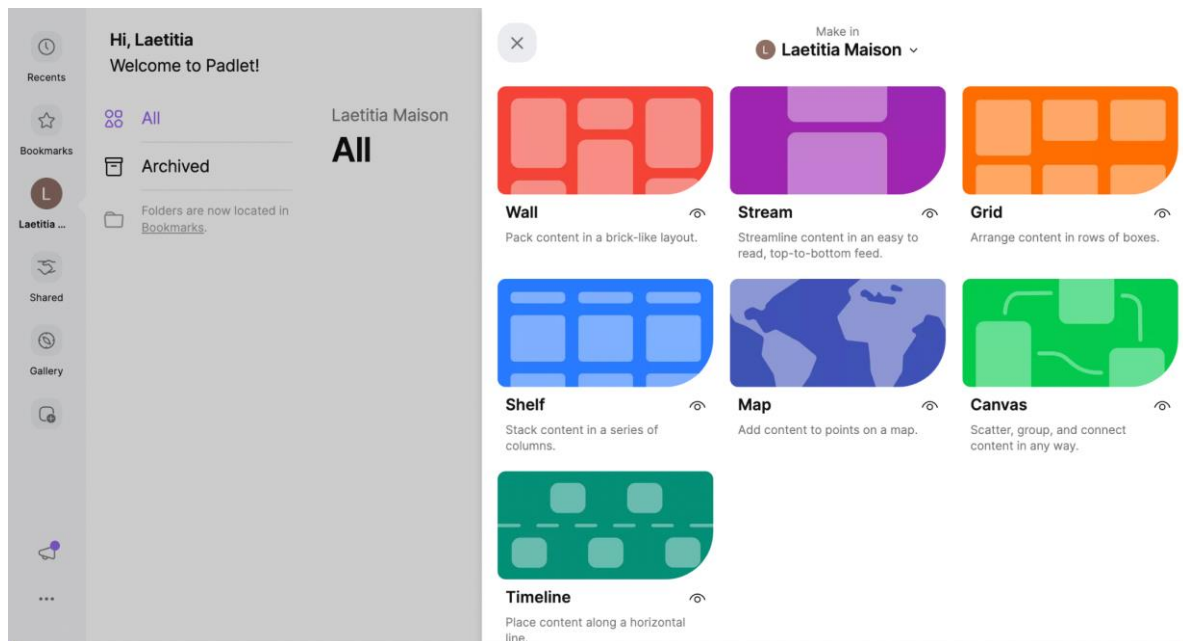 Recents
Bookmarks
L
Laetitia ...
Shared
Gallery
Hi, Laetitia
Welcome to Padlet!
All
Archived
Folders are now located in
Bookmarks.
Laetitia Maison
All
Make in
L Laetitia Maison
Wall
Pack content in a brick-like layout.
Stream
Streamline content in an easy to
read, top-to-bottom feed.
Grid
Arrange content in rows of boxes.
Shelf
Stack content in a series of
columns.
Map
Add content to points on a map.
Canvas
Scatter, group, and connect
content in any way.
Timeline
Place content along a horizontal
line.